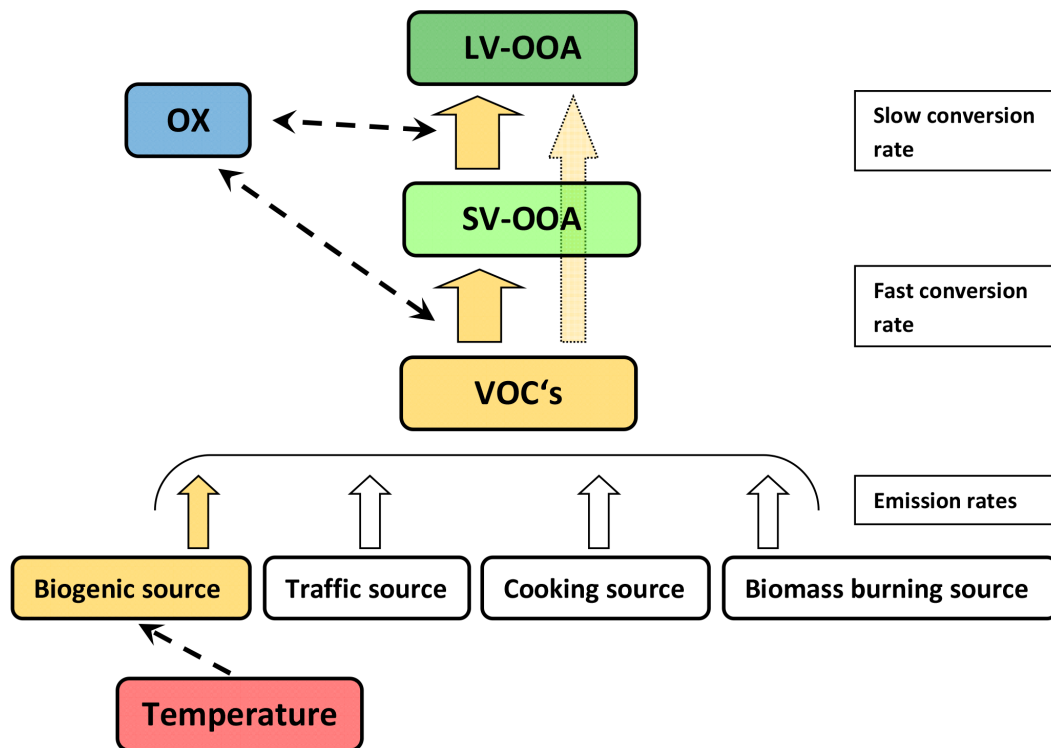 LV-OOA
OX
Slow conversion
rate
SV-OOA
Fast conversion
rate
VOC‘s
Emission rates
Biogenic source
Traffic source
Cooking source
Biomass burning source
Temperature